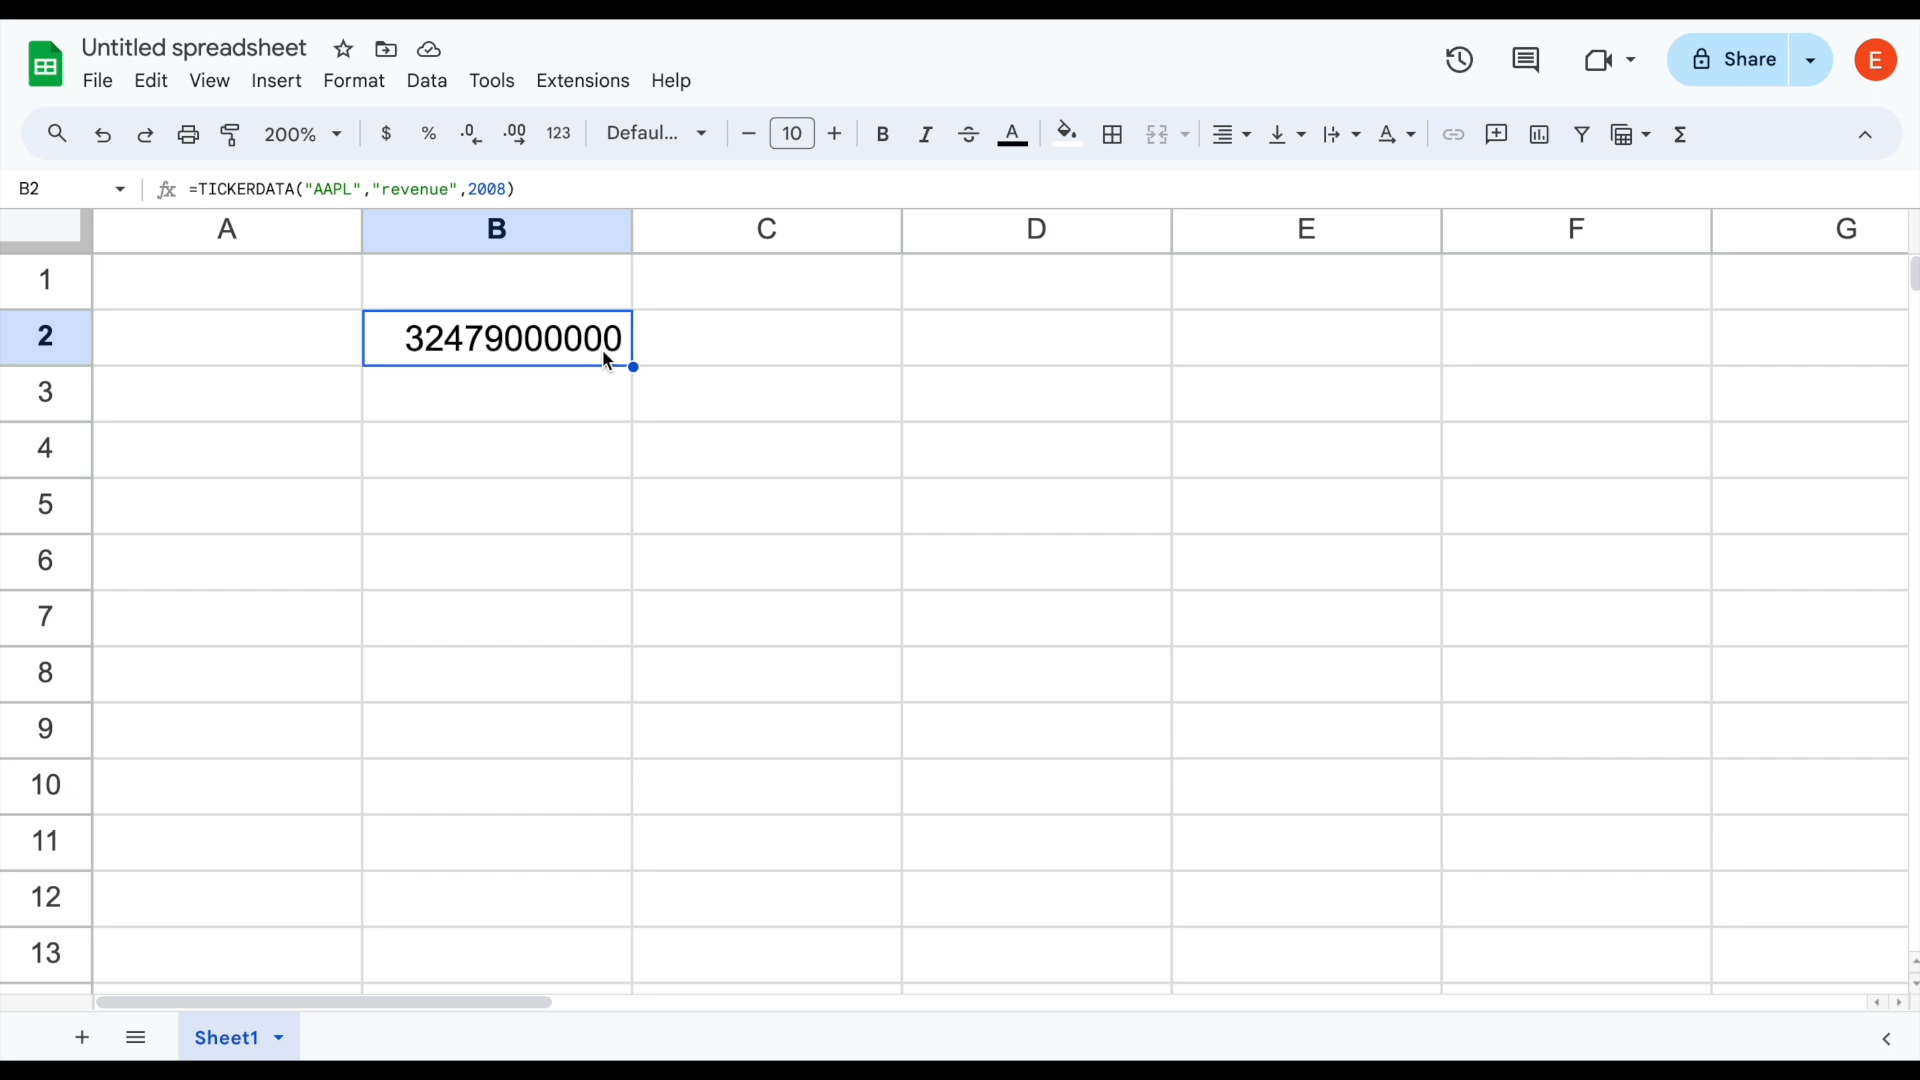 Untitled spreadsheet
File Edit View Insert Format Data Tools Extensions Help
Share
E
200% $ % .0 .00 123 Defaul... 10 B I A A Σ
B2 fx =TICKERDATA("AAPL","revenue",2008)
A B C D E F G
1
2 32479000000
3
4
5
6
7
8
9
10
11
12
13
Sheet1